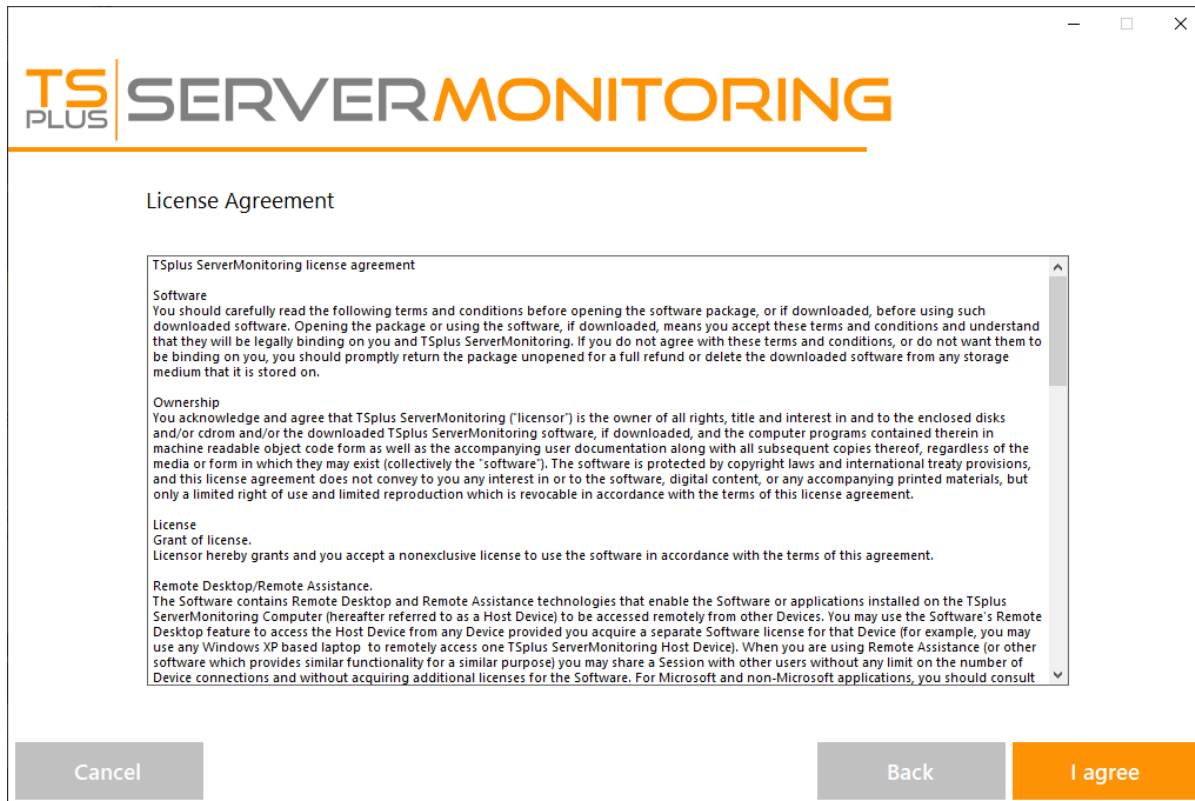 TS PLUS SERVERMONITORING
License Agreement
TSplus ServerMonitoring license agreement
Software
You should carefully read the following terms and conditions before opening the software package, or if downloaded, before using such
downloaded software. Opening the package or using the software, if downloaded, means you accept these terms and conditions and understand
that they will be legally binding on you and TSplus ServerMonitoring. If you do not agree with these terms and conditions, or do not want them to
be binding on you, you should promptly return the package unopened for a full refund or delete the downloaded software from any storage
medium that it is stored on.
Ownership
You acknowledge and agree that TSplus ServerMonitoring ("licensor") is the owner of all rights, title and interest in and to the enclosed disks
and/or cdrom and/or the downloaded TSplus ServerMonitoring software, if downloaded, and the computer programs contained therein in
machine readable object code form as well as the accompanying user documentation along with all subsequent copies thereof, regardless of the
media or form in which they may exist (collectively the "software"). The software is protected by copyright laws and international treaty provisions,
and this license agreement does not convey to you any interest in or to the software, digital content, or any accompanying printed materials, but
only a limited right of use and limited reproduction which is revocable in accordance with the terms of this license agreement.
License
Grant of license.
Licensor hereby grants and you accept a nonexclusive license to use the software in accordance with the terms of this agreement.
Remote Desktop/Remote Assistance.
The Software contains Remote Desktop and Remote Assistance technologies that enable the Software or applications installed on the TSplus
ServerMonitoring Computer (hereafter referred to as a Host Device) to be accessed remotely from other Devices. You may use the Software's Remote
Desktop feature to access the Host Device from any Device provided you acquire a separate Software license for that Device (for example, you may
use any Windows XP based laptop  to remotely access one TSplus ServerMonitoring Host Device). When you are using Remote Assistance (or other
software which provides similar functionality for a similar purpose) you may share a Session with other users without any limit on the number of
Device connections and without acquiring additional licenses for the Software. For Microsoft and non-Microsoft applications, you should consult
Cancel
Back
I agree